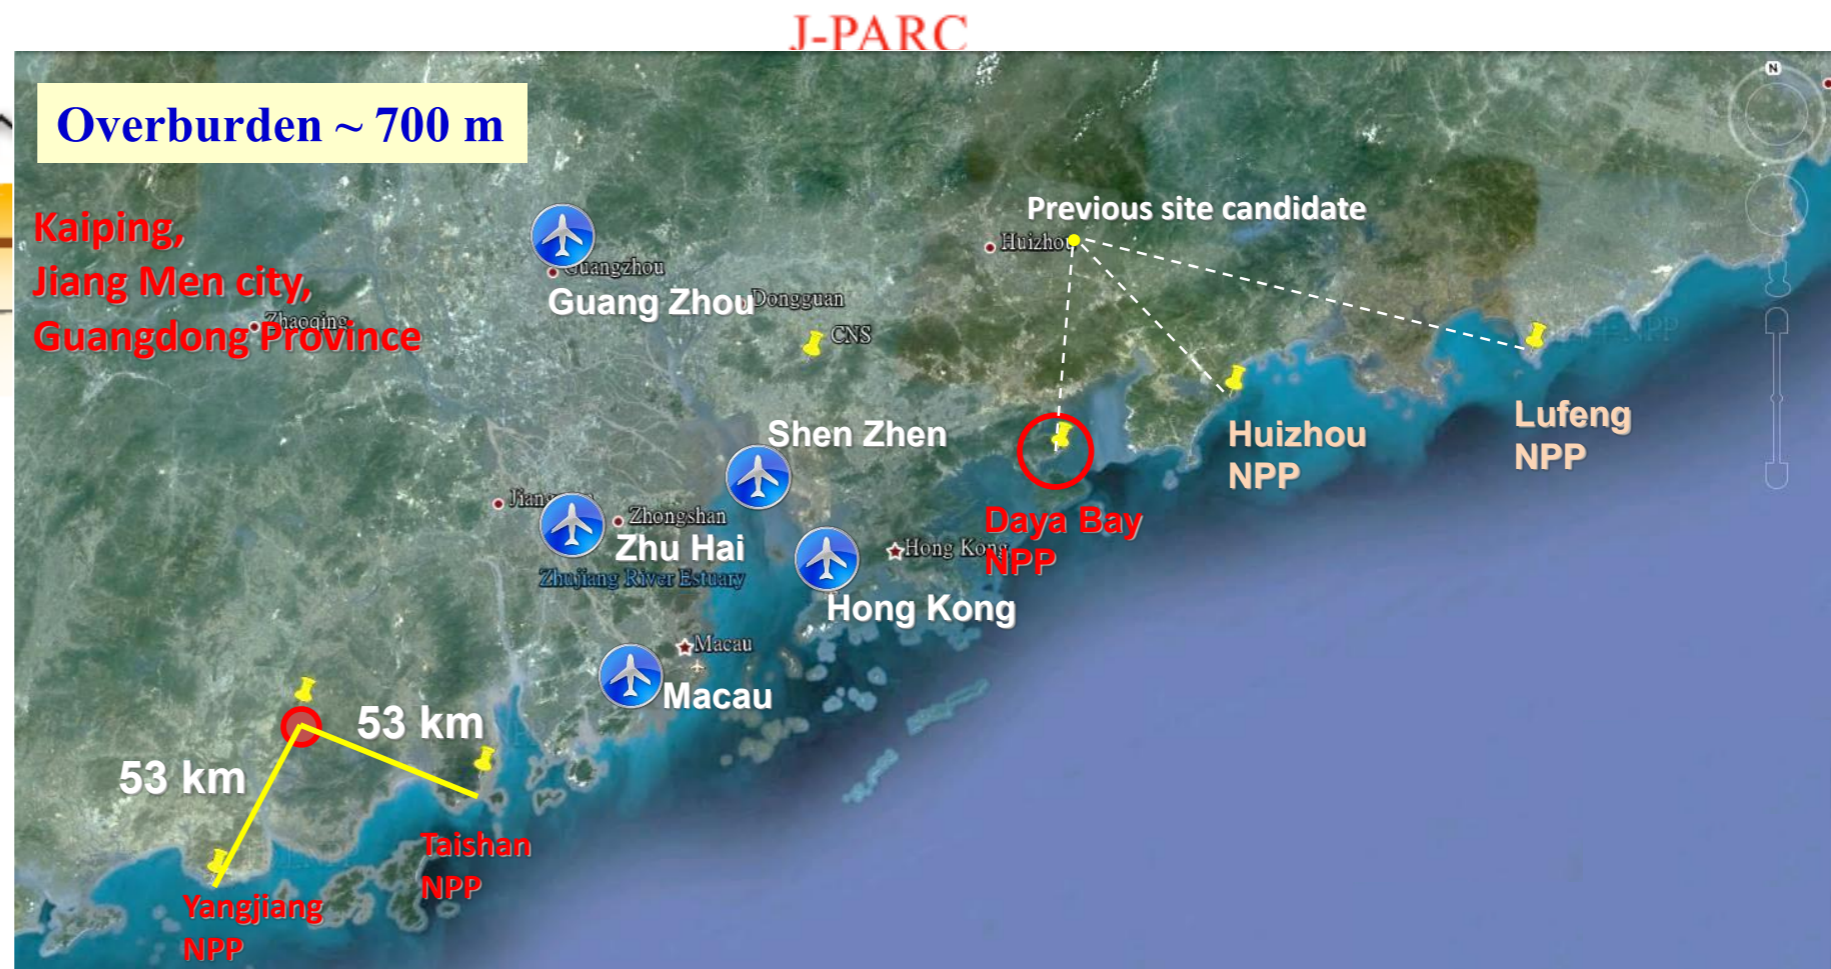 J-PARC
N
Overburden ~ 700 m
Kaiping,
Jiang Men city,
Guangdong Province
Zhaoqing
Guangzhou
Guang Zhou
Dongguan
CNS
Previous site candidate
Huizhou
Shen Zhen
Zhongshan
Zhu Hai
Zhujiang River Estuary
Hong Kong
Hong Kong
Macau
Macau
Daya Bay
NPP
Huizhou
NPP
Lufeng
NPP
NPP
53 km
53 km
Taishan
NPP
Yangjiang
NPP